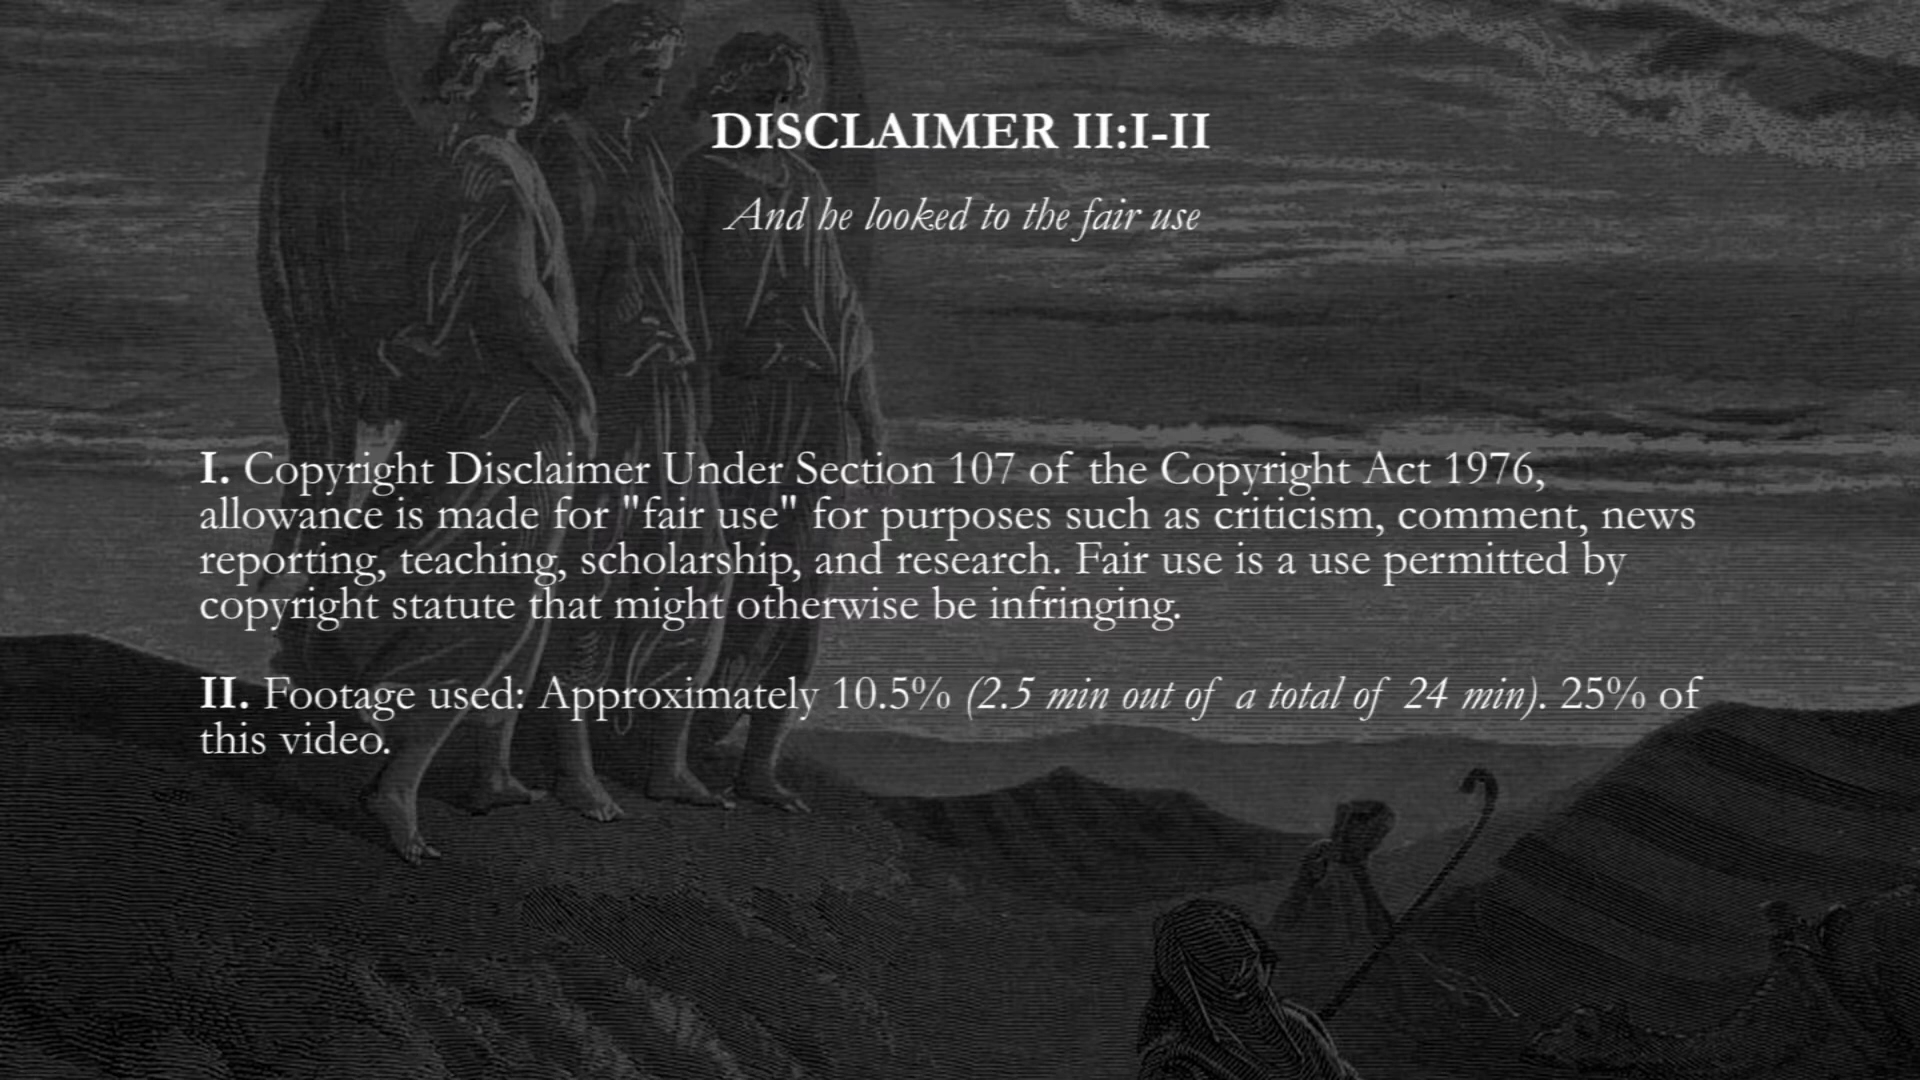 DISCLAIMER II:I-II
And he looked to the fair use
I. Copyright Disclaimer Under Section 107 of the Copyright Act 1976,
allowance is made for "fair use" for purposes such as criticism, comment, news
reporting, teaching, scholarship, and research. Fair use is a use permitted by
copyright statute that might otherwise be infringing.
II. Footage used: Approximately 10.5% (2.5 min out of a total of 24 min). 25% of
this video.